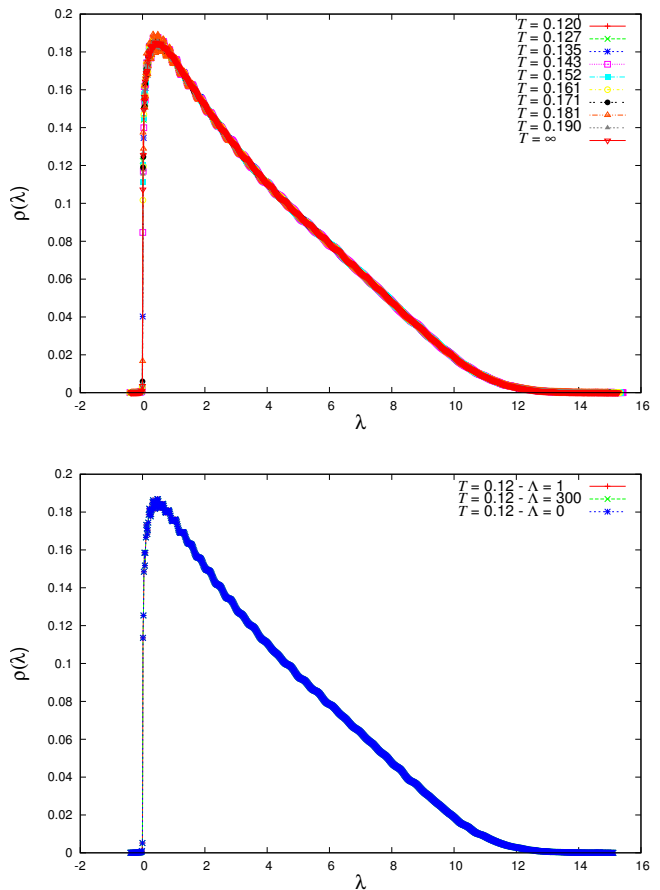 0.2
0.18
0.16
0.14
0.12
0.1
0.08
0.06
0.04
0.02
0
ρ(λ)
T = 0.120
T = 0.127
T = 0.135
T = 0.143
T = 0.152
T = 0.161
T = 0.171
T = 0.181
T = 0.190
T = ∞
-2 0 2 4 6 8 10 12 14 16
λ
0.2
0.18
0.16
0.14
0.12
0.1
0.08
0.06
0.04
0.02
0
ρ(λ)
T = 0.12 - Λ = 1
T = 0.12 - Λ = 300
T = 0.12 - Λ = 0
-2 0 2 4 6 8 10 12 14 16
λ